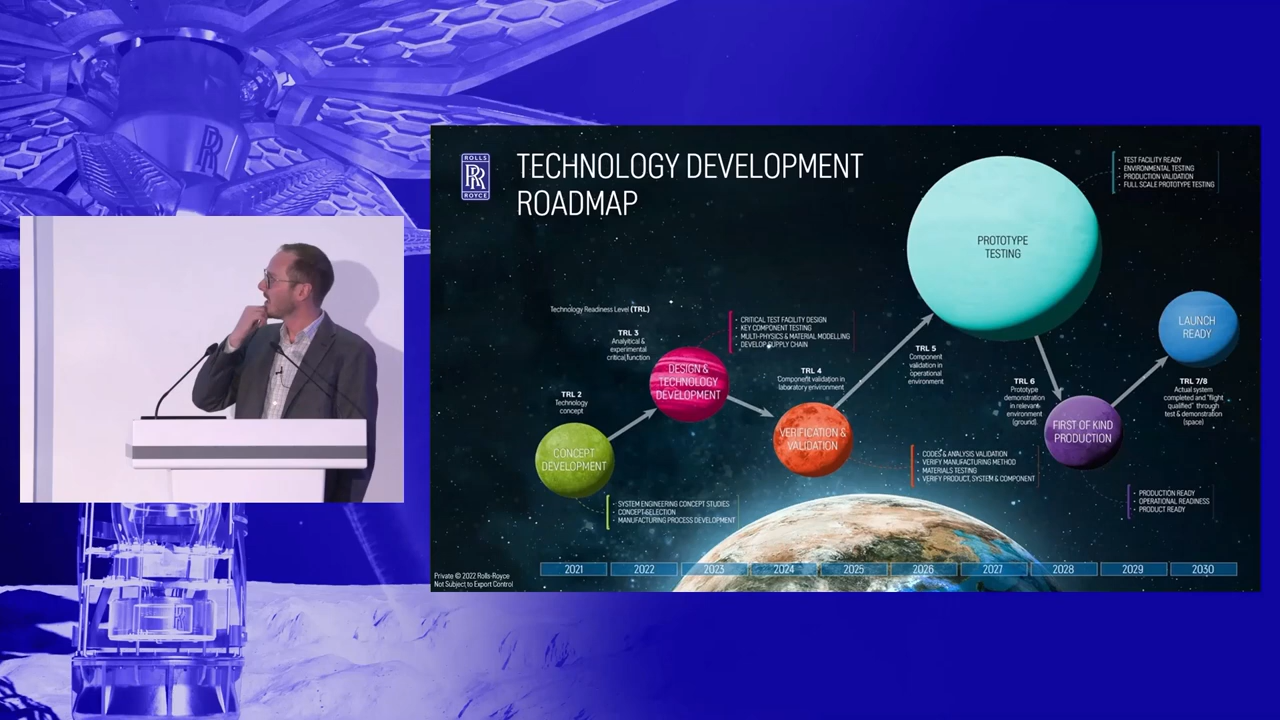 ROLLS
RR
ROYCE
TECHNOLOGY DEVELOPMENT
ROADMAP
TEST FACILITY READY
ENVIRONMENTAL TESTING
PRODUCTION VALIDATION
FULL SCALE PROTOTYPE TESTING
PROTOTYPE
TESTING
Technology Readiness Level (TRL)
TRL 3
Analytical &
experimental
critical function
CRITICAL TEST FACILITY DESIGN
KEY COMPONENT TESTING
MULTI-PHYSICS & MATERIAL MODELLING
DEVELOP SUPPLY CHAIN
LAUNCH
READY
TRL 5
Component
validation in
operational
environment
DESIGN &
TECHNOLOGY
DEVELOPMENT
TRL 4
Component validation in
laboratory environment
TRL 6
Prototype
demonstration
in relevant
environment
(ground).
TRL 7/8
Actual system
completed and "flight
qualified" through
test & demonstration
(space)
TRL 2
Technology
concept
CONCEPT
DEVELOPMENT
VERIFICATION &
VALIDATION
FIRST OF KIND
PRODUCTION
CODES & ANALYSIS VALIDATION
VERIFY MANUFACTURING METHOD
MATERIALS TESTING
VERIFY PRODUCT, SYSTEM & COMPONENT
SYSTEM ENGINEERING CONCEPT STUDIES
CONCEPT SELECTION
MANUFACTURING PROCESS DEVELOPMENT
PRODUCTION READY
OPERATIONAL READINESS
PRODUCT READY
2021 2022 2023 2024 2025 2026 2027 2028 2029 2030
Private © 2022 Rolls-Royce
Not Subject to Export Control